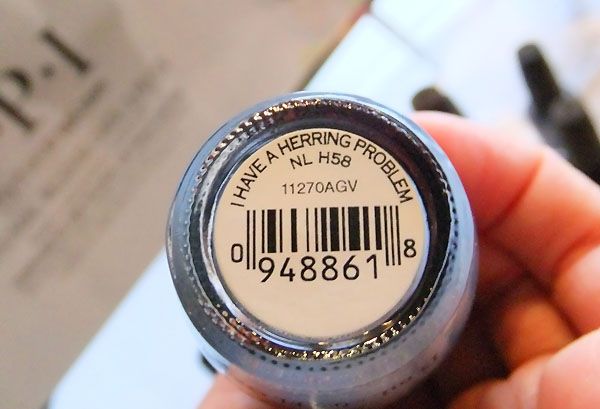 O·P·I
I HAVE A HERRING PROBLEM
NL H58
11270AGV
0 948861 8